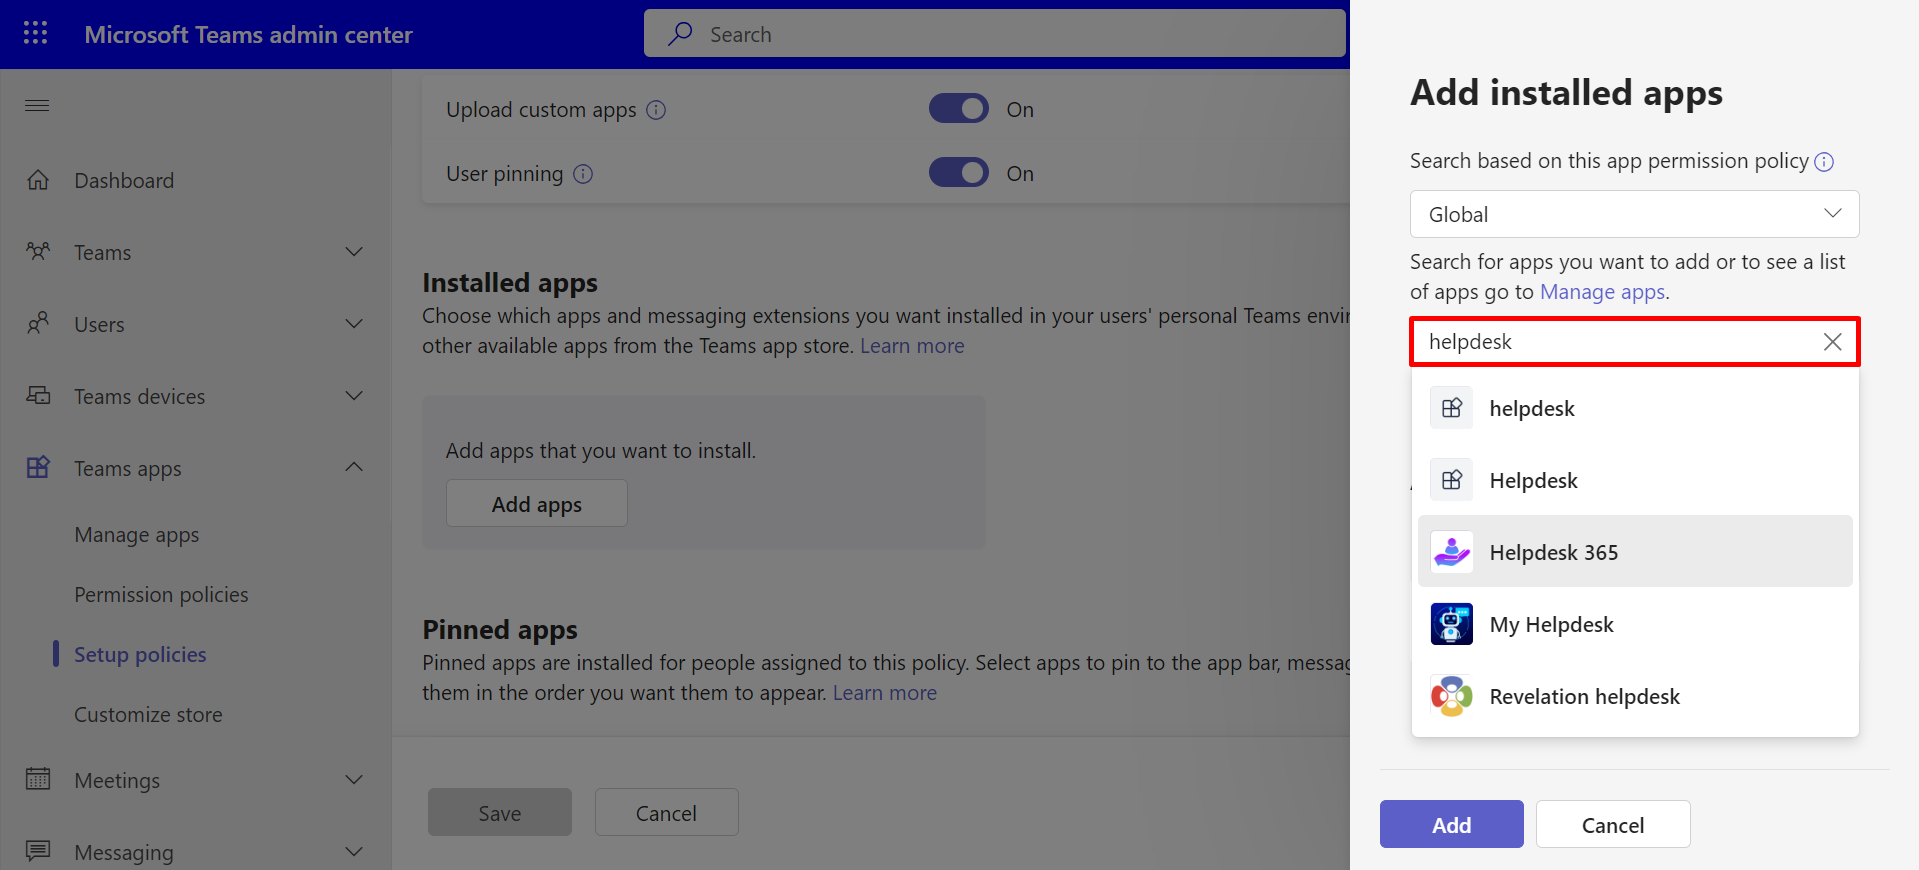 Microsoft Teams admin center
Search
Dashboard
Teams
Users
Teams devices
Teams apps
Manage apps
Permission policies
Setup policies
Customize store
Meetings
Messaging
Upload custom apps
On
User pinning
On
Installed apps
Choose which apps and messaging extensions you want installed in your users' personal Teams
other available apps from the Teams app store. Learn more
Add apps that you want to install.
Add apps
Pinned apps
Pinned apps are installed for people assigned to this policy. Select apps to pin to the app bar,
them in the order you want them to appear. Learn more
Save
Cancel
Add installed apps
Search based on this app permission policy
Global
Search for apps you want to add or to see a list
of apps go to Manage apps.
helpdesk
helpdesk
Helpdesk
Helpdesk 365
My Helpdesk
Revelation helpdesk
Add
Cancel